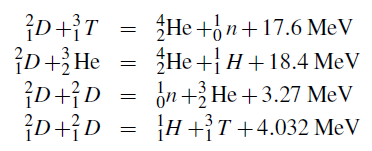 ²₁D+³₁T = ⁴₂He+¹₀n+17.6 MeV
²₁D+³₂He = ⁴₂He+¹₁H+18.4 MeV
²₁D+²₁D = ¹₀n+³₂He+3.27 MeV
²₁D+²₁D = ¹₁H+³₁T+4.032 MeV